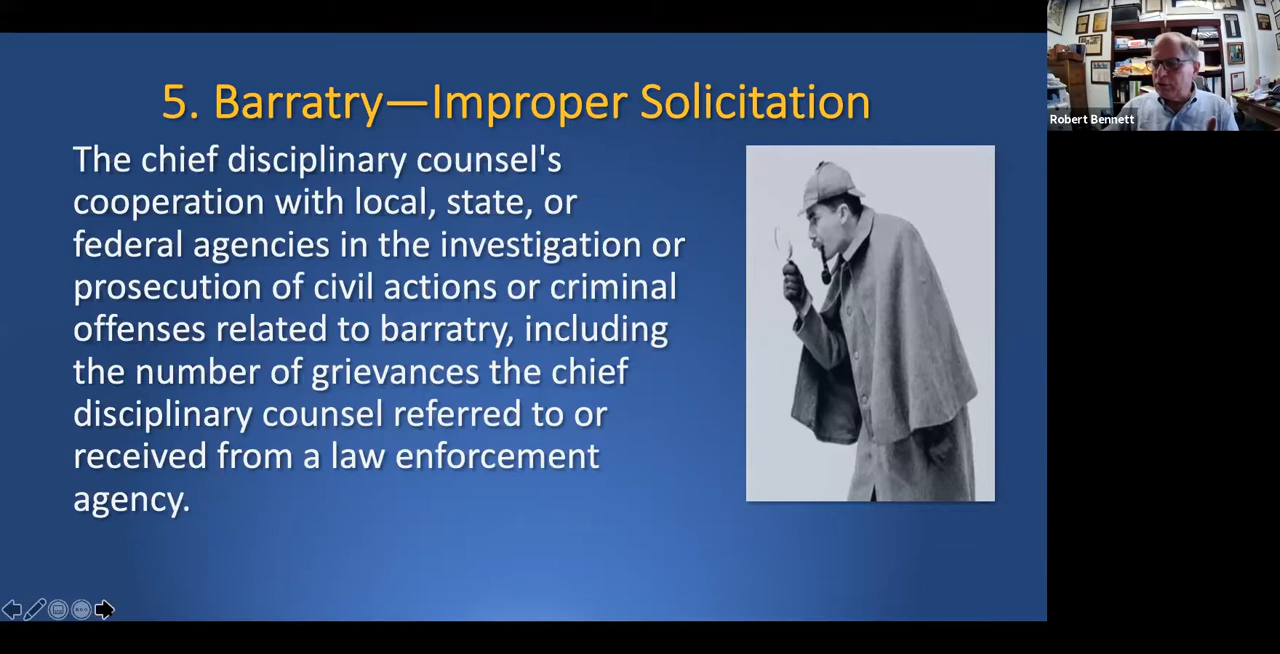 5. Barratry—Improper Solicitation
The chief disciplinary counsel's
cooperation with local, state, or
federal agencies in the investigation or
prosecution of civil actions or criminal
offenses related to barratry, including
the number of grievances the chief
disciplinary counsel referred to or
received from a law enforcement
agency.
Robert Bennett